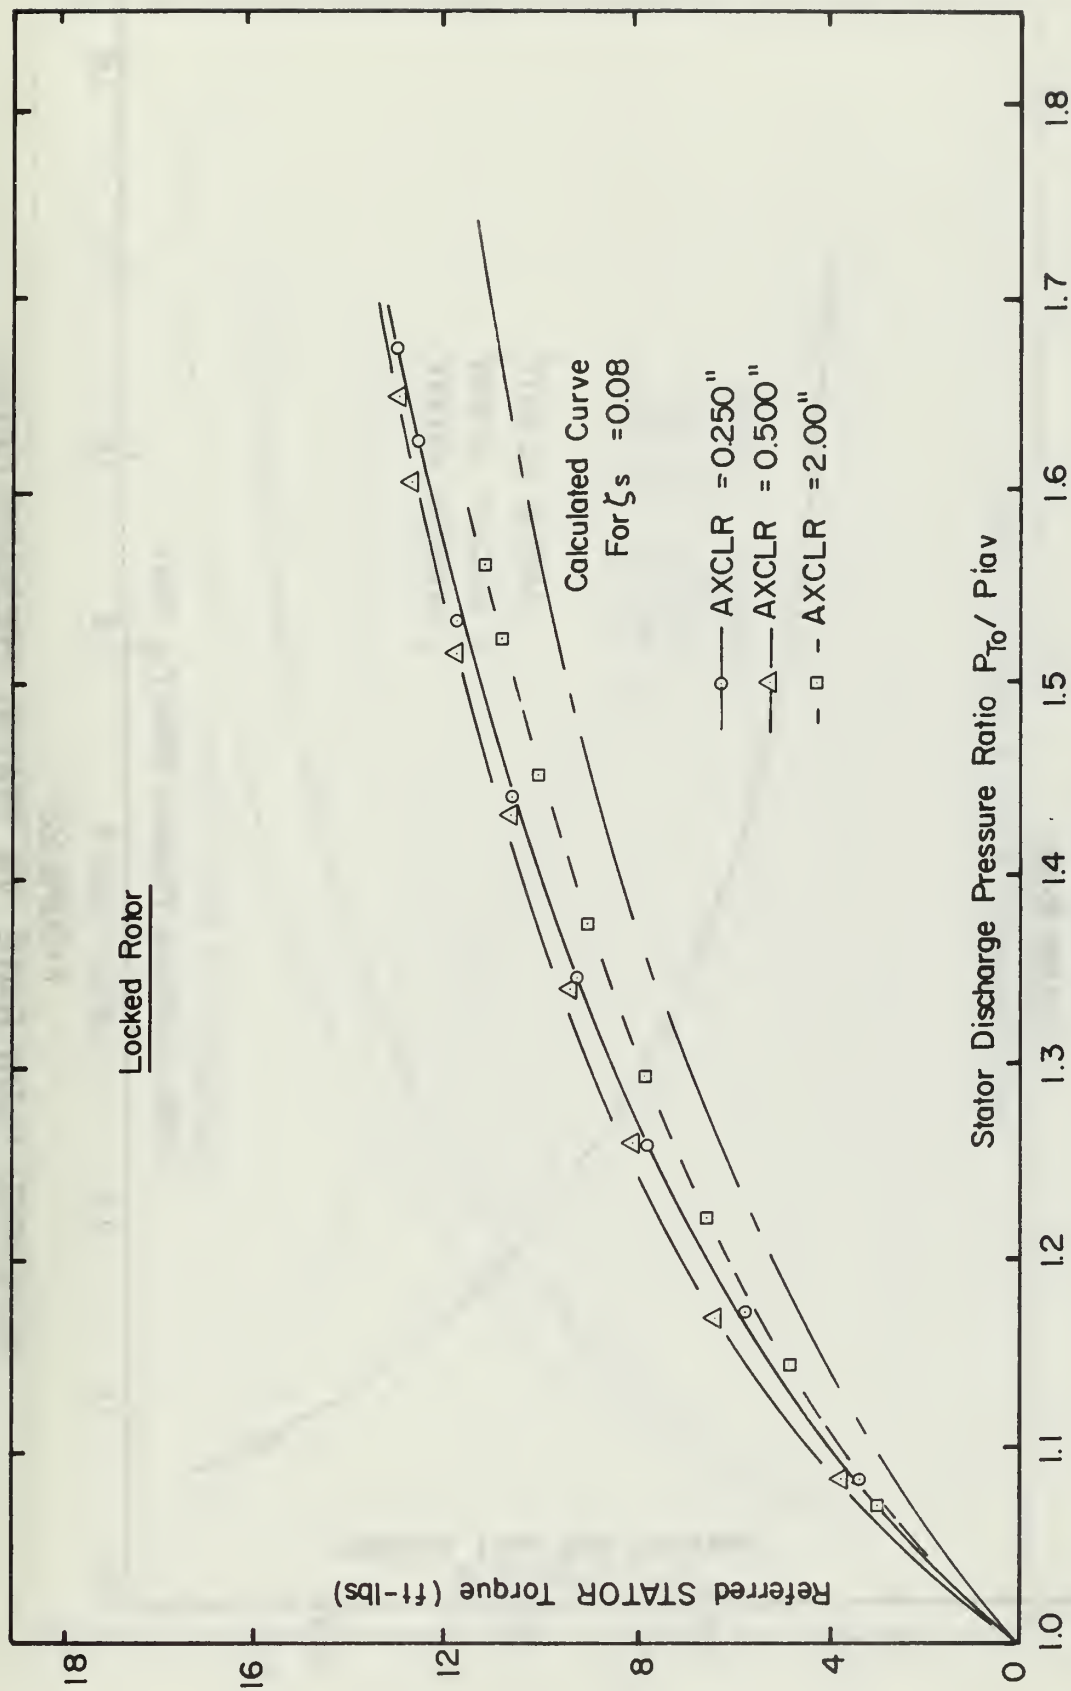 Locked Rotor
Referred STATOR Torque (ft-lbs)
18
12
8
4
0
Calculated Curve
For ζs =0.08
AXCLR =0.250"
AXCLR =0.500"
AXCLR =2.00"
Stator Discharge Pressure Ratio PTo / Piav
1.0 1.1 1.2 1.3 1.4 1.5 1.6 1.7 1.8